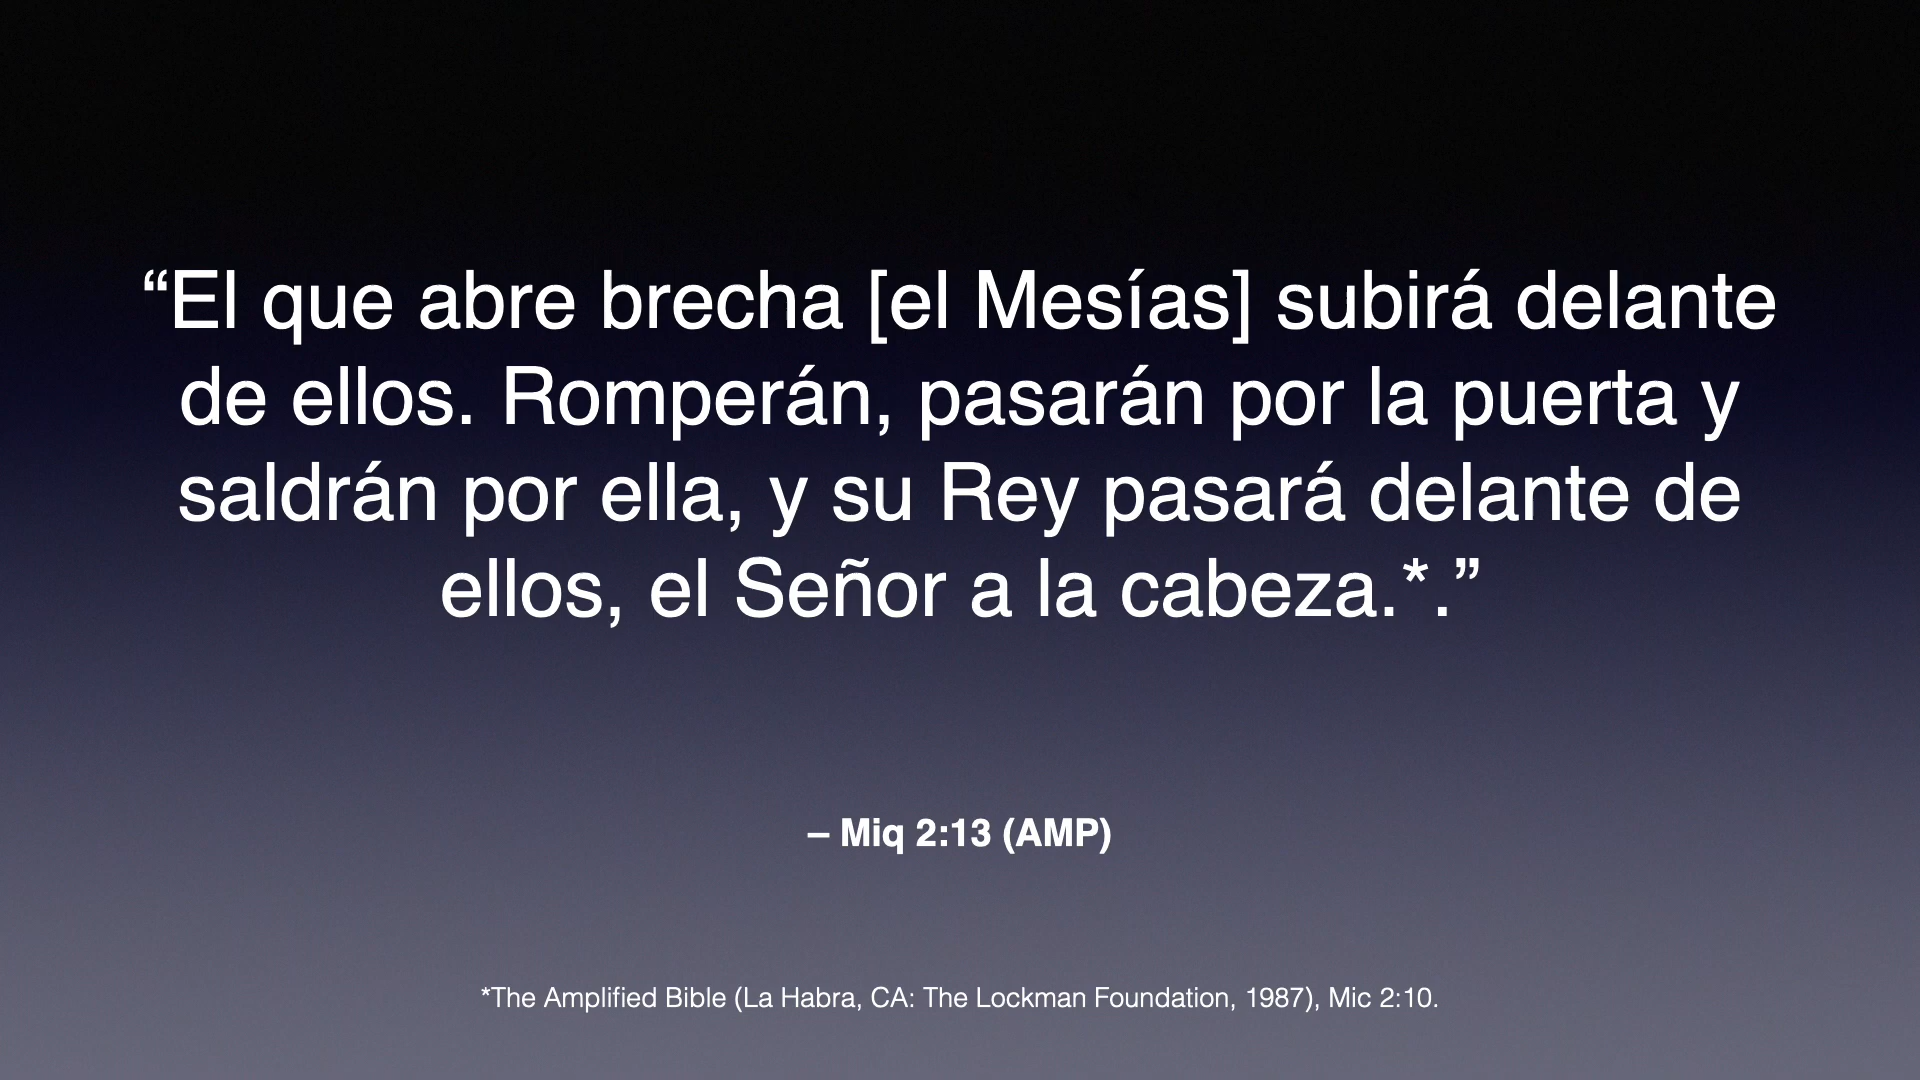 “El que abre brecha [el Mesías] subirá delante
de ellos. Romperán, pasarán por la puerta y
saldrán por ella, y su Rey pasará delante de
ellos, el Señor a la cabeza.*.”
– Miq 2:13 (AMP)
*The Amplified Bible (La Habra, CA: The Lockman Foundation, 1987), Mic 2:10.